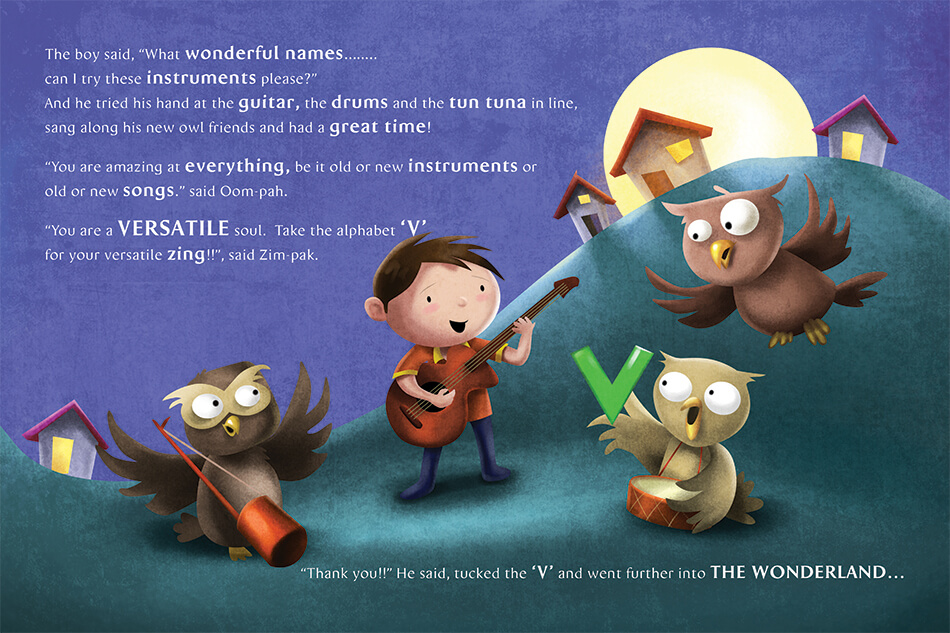 The boy said, “What wonderful names........
can I try these instruments please?”
And he tried his hand at the guitar, the drums and the tun tuna in line,
sang along his new owl friends and had a great time!
“You are amazing at everything, be it old or new instruments or
old or new songs.” said Oom-pah.
“You are a VERSATILE soul. Take the alphabet ‘V’
for your versatile zing!!”, said Zim-pak.
V
“Thank you!!” He said, tucked the ‘V’ and went further into THE WONDERLAND...